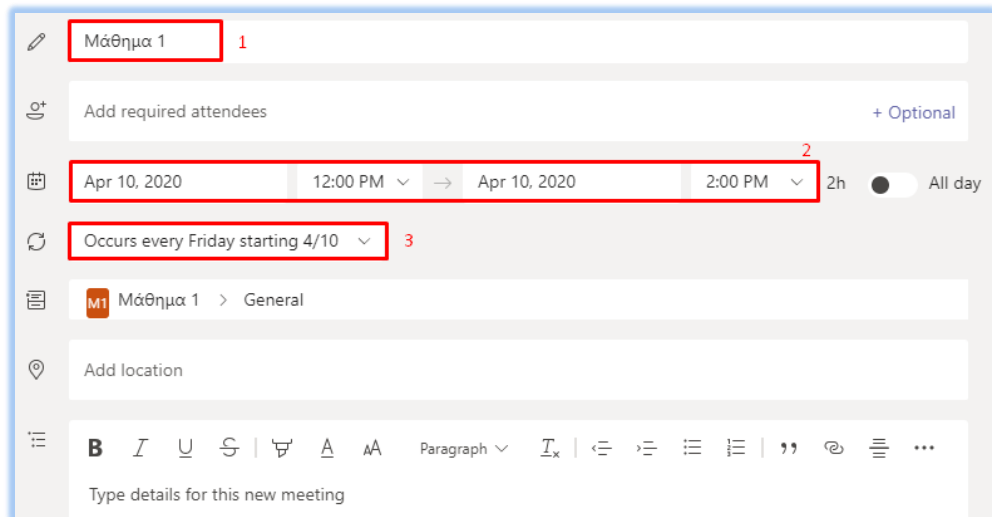 Μάθημα 1 1
Add required attendees + Optional
2
Apr 10, 2020 12:00 PM → Apr 10, 2020 2:00 PM 2h All day
Occurs every Friday starting 4/10 3
M1 Μάθημα 1 > General
Add location
B I U S A AA Paragraph Tx
Type details for this new meeting